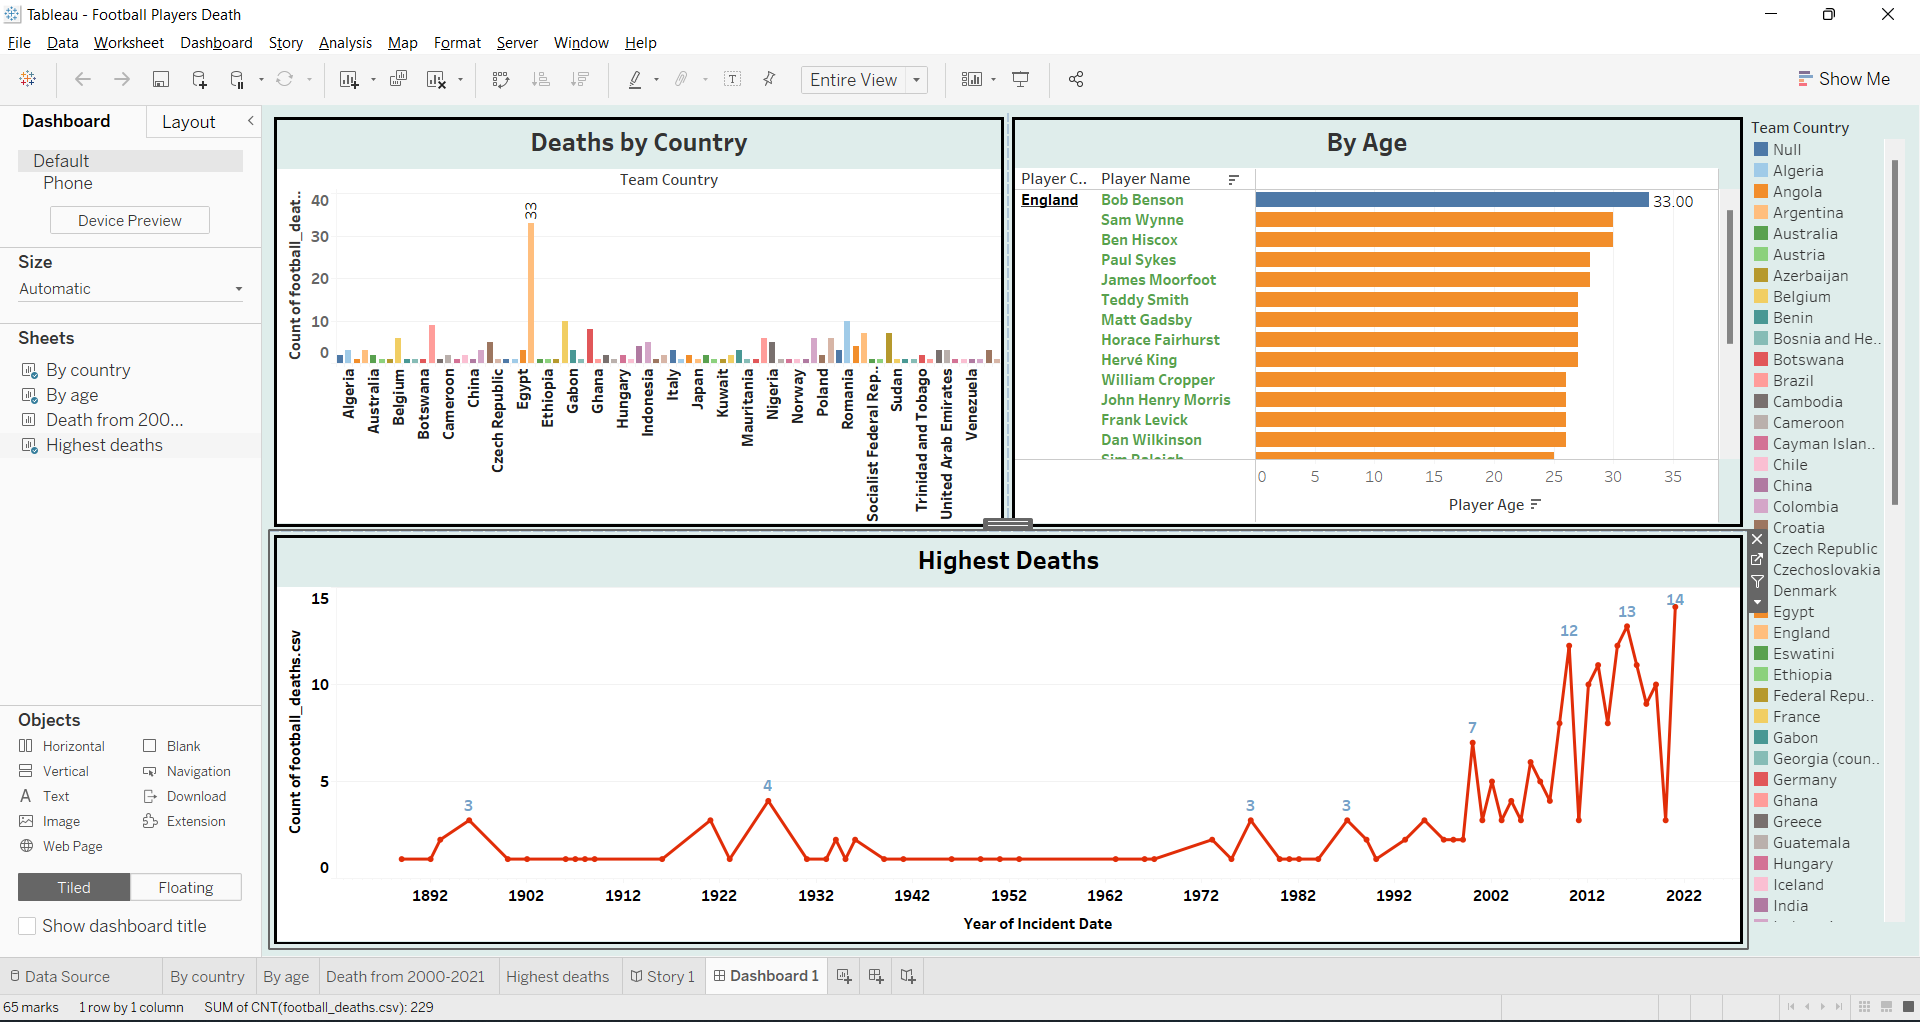 Tableau - Football Players Death
File Data Worksheet Dashboard Story Analysis Map Format Server Window Help
Entire View
Show Me
Dashboard Layout
Default
Phone
Device Preview
Size
Automatic
Sheets
By country
By age
Death from 200...
Highest deaths
Objects
Horizontal Blank
Vertical Navigation
Text Download
Image Extension
Web Page
Tiled Floating
Show dashboard title
Deaths by Country
Team Country
Count of football_deat..
40
30
20
10
0
33
Algeria
Australia
Belgium
Botswana
Cameroon
China
Czech Republic
Egypt
Ethiopia
Gabon
Ghana
Hungary
Indonesia
Italy
Japan
Kuwait
Mauritania
Nigeria
Norway
Poland
Romania
Socialist Federal Rep..
Sudan
Trinidad and Tobago
United Arab Emirates
Venezuela
By Age
Player C.. Player Name
England Bob Benson 33.00
Sam Wynne
Ben Hiscox
Paul Sykes
James Moorfoot
Teddy Smith
Matt Gadsby
Horace Fairhurst
Hervé King
William Cropper
John Henry Morris
Frank Levick
Dan Wilkinson
0 5 10 15 20 25 30 35
Player Age
Highest Deaths
Count of football_deaths.csv
15
10
5
0
3 4 3 3 7 12 13 14
1892 1902 1912 1922 1932 1942 1952 1962 1972 1982 1992 2002 2012 2022
Year of Incident Date
Team Country
Null
Algeria
Angola
Argentina
Australia
Austria
Azerbaijan
Belgium
Benin
Bosnia and He..
Botswana
Brazil
Cambodia
Cameroon
Cayman Islan..
Chile
China
Colombia
Croatia
Czech Republic
Czechoslovakia
Denmark
Egypt
England
Eswatini
Ethiopia
Federal Repu..
France
Gabon
Georgia (coun..
Germany
Ghana
Greece
Guatemala
Hungary
Iceland
India
Data Source By country By age Death from 2000-2021 Highest deaths Story 1 Dashboard 1
65 marks 1 row by 1 column SUM of CNT(football_deaths.csv): 229